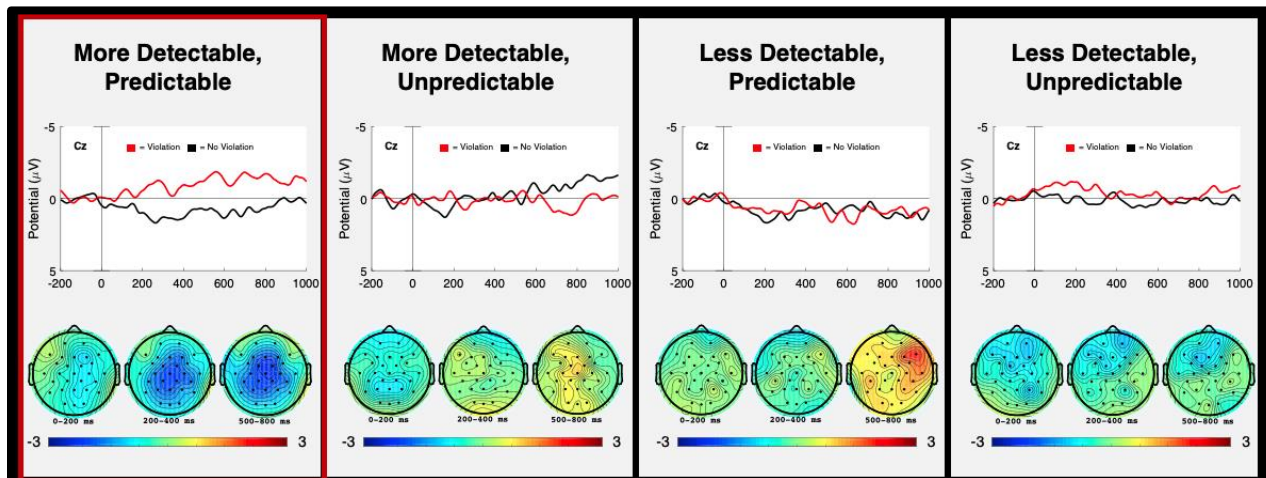 More Detectable,
Predictable
-5
Cz
= Violation
= No Violation
Potential (μV)
0
5
-200 0 200 400 600 800 1000
0-200 ms
200-400 ms
500-800 ms
-3
3
More Detectable,
Unpredictable
-5
Cz
= Violation
= No Violation
Potential (μV)
0
5
-200 0 200 400 600 800 1000
0-200 ms
200-400 ms
500-800 ms
-3
3
Less Detectable,
Predictable
-5
Cz
= Violation
= No Violation
Potential (μV)
0
5
-200 0 200 400 600 800 1000
0-200 ms
200-400 ms
500-800 ms
-3
3
Less Detectable,
Unpredictable
-5
Cz
= Violation
= No Violation
Potential (μV)
0
5
-200 0 200 400 600 800 1000
0-200 ms
200-400 ms
500-800 ms
-3
3